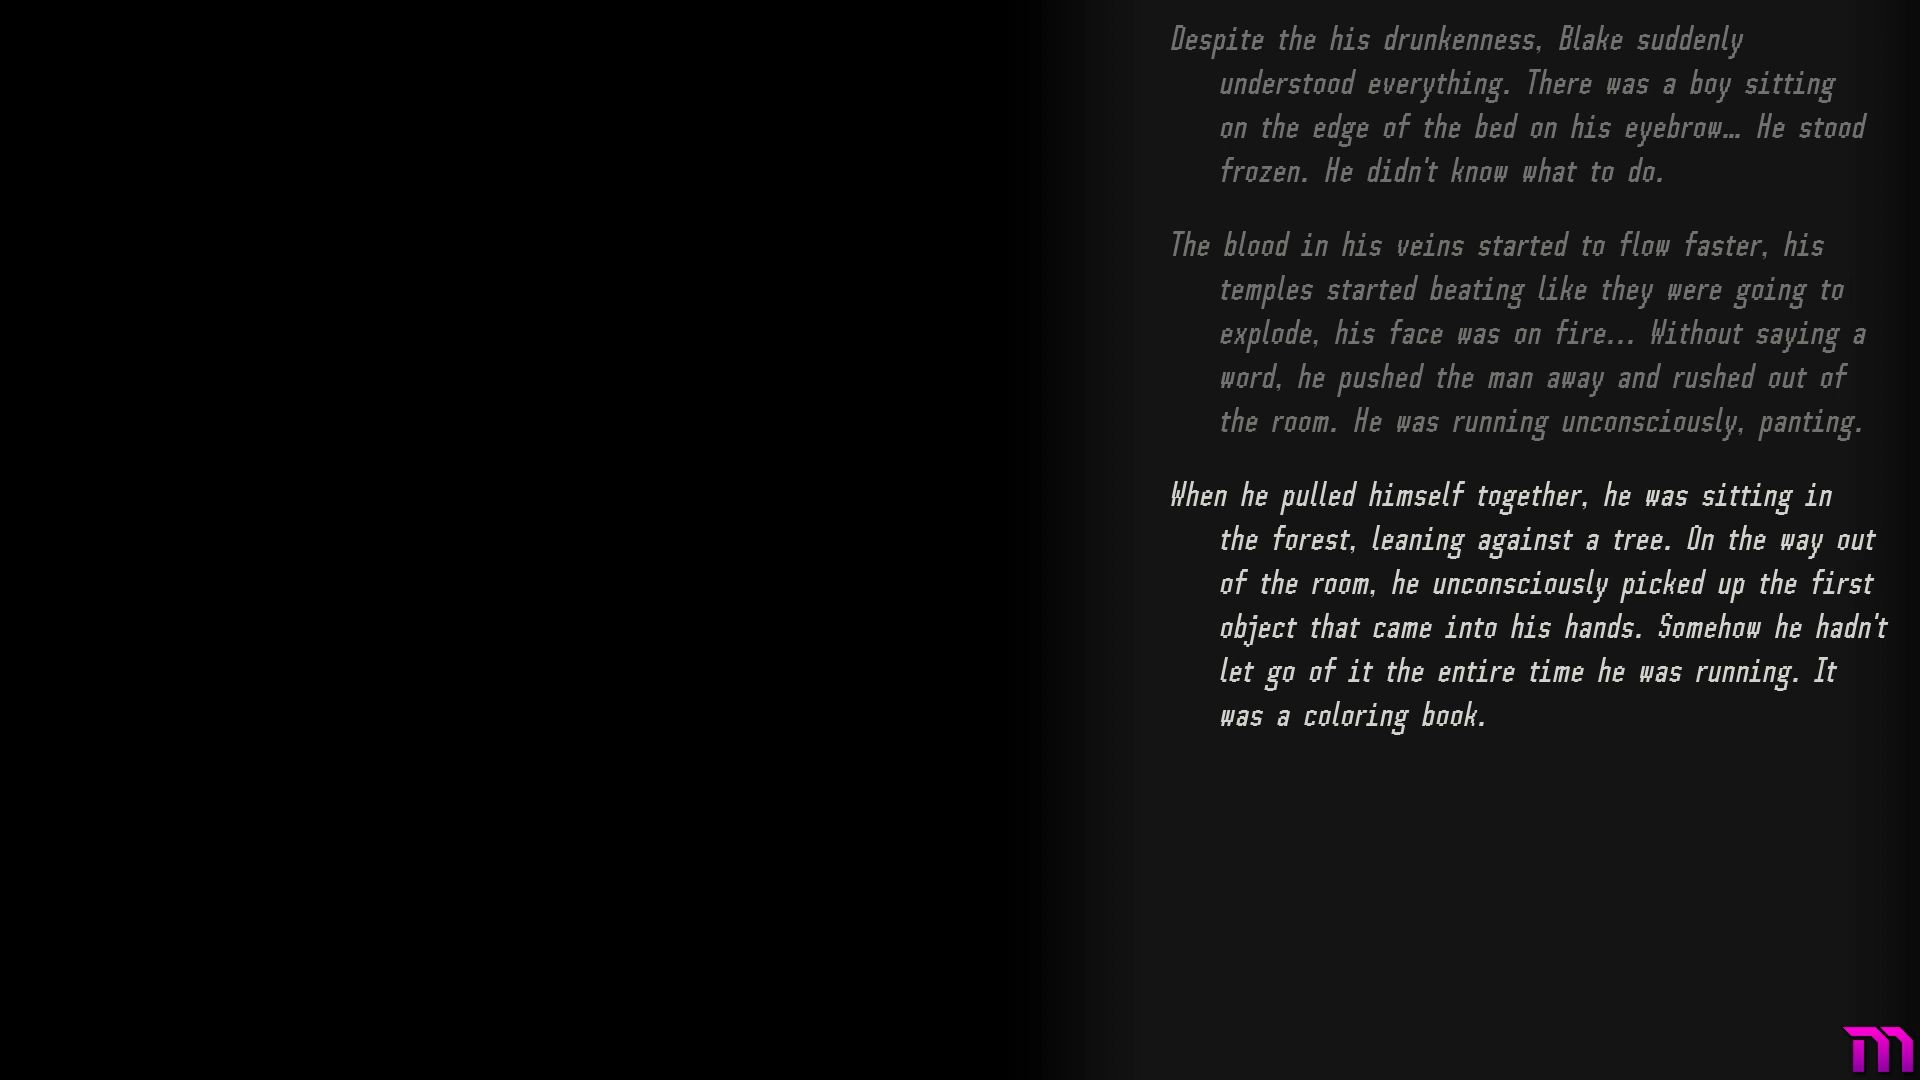 Despite the his drunkenness, Blake suddenly
understood everything. There was a boy sitting
on the edge of the bed on his eyebrow... He stood
frozen. He didn't know what to do.
The blood in his veins started to flow faster, his
temples started beating like they were going to
explode, his face was on fire... Without saying a
word, he pushed the man away and rushed out of
the room. He was running unconsciously, panting.
When he pulled himself together, he was sitting in
the forest, leaning against a tree. On the way out
of the room, he unconsciously picked up the first
object that came into his hands. Somehow he hadn't
let go of it the entire time he was running. It
was a coloring book.